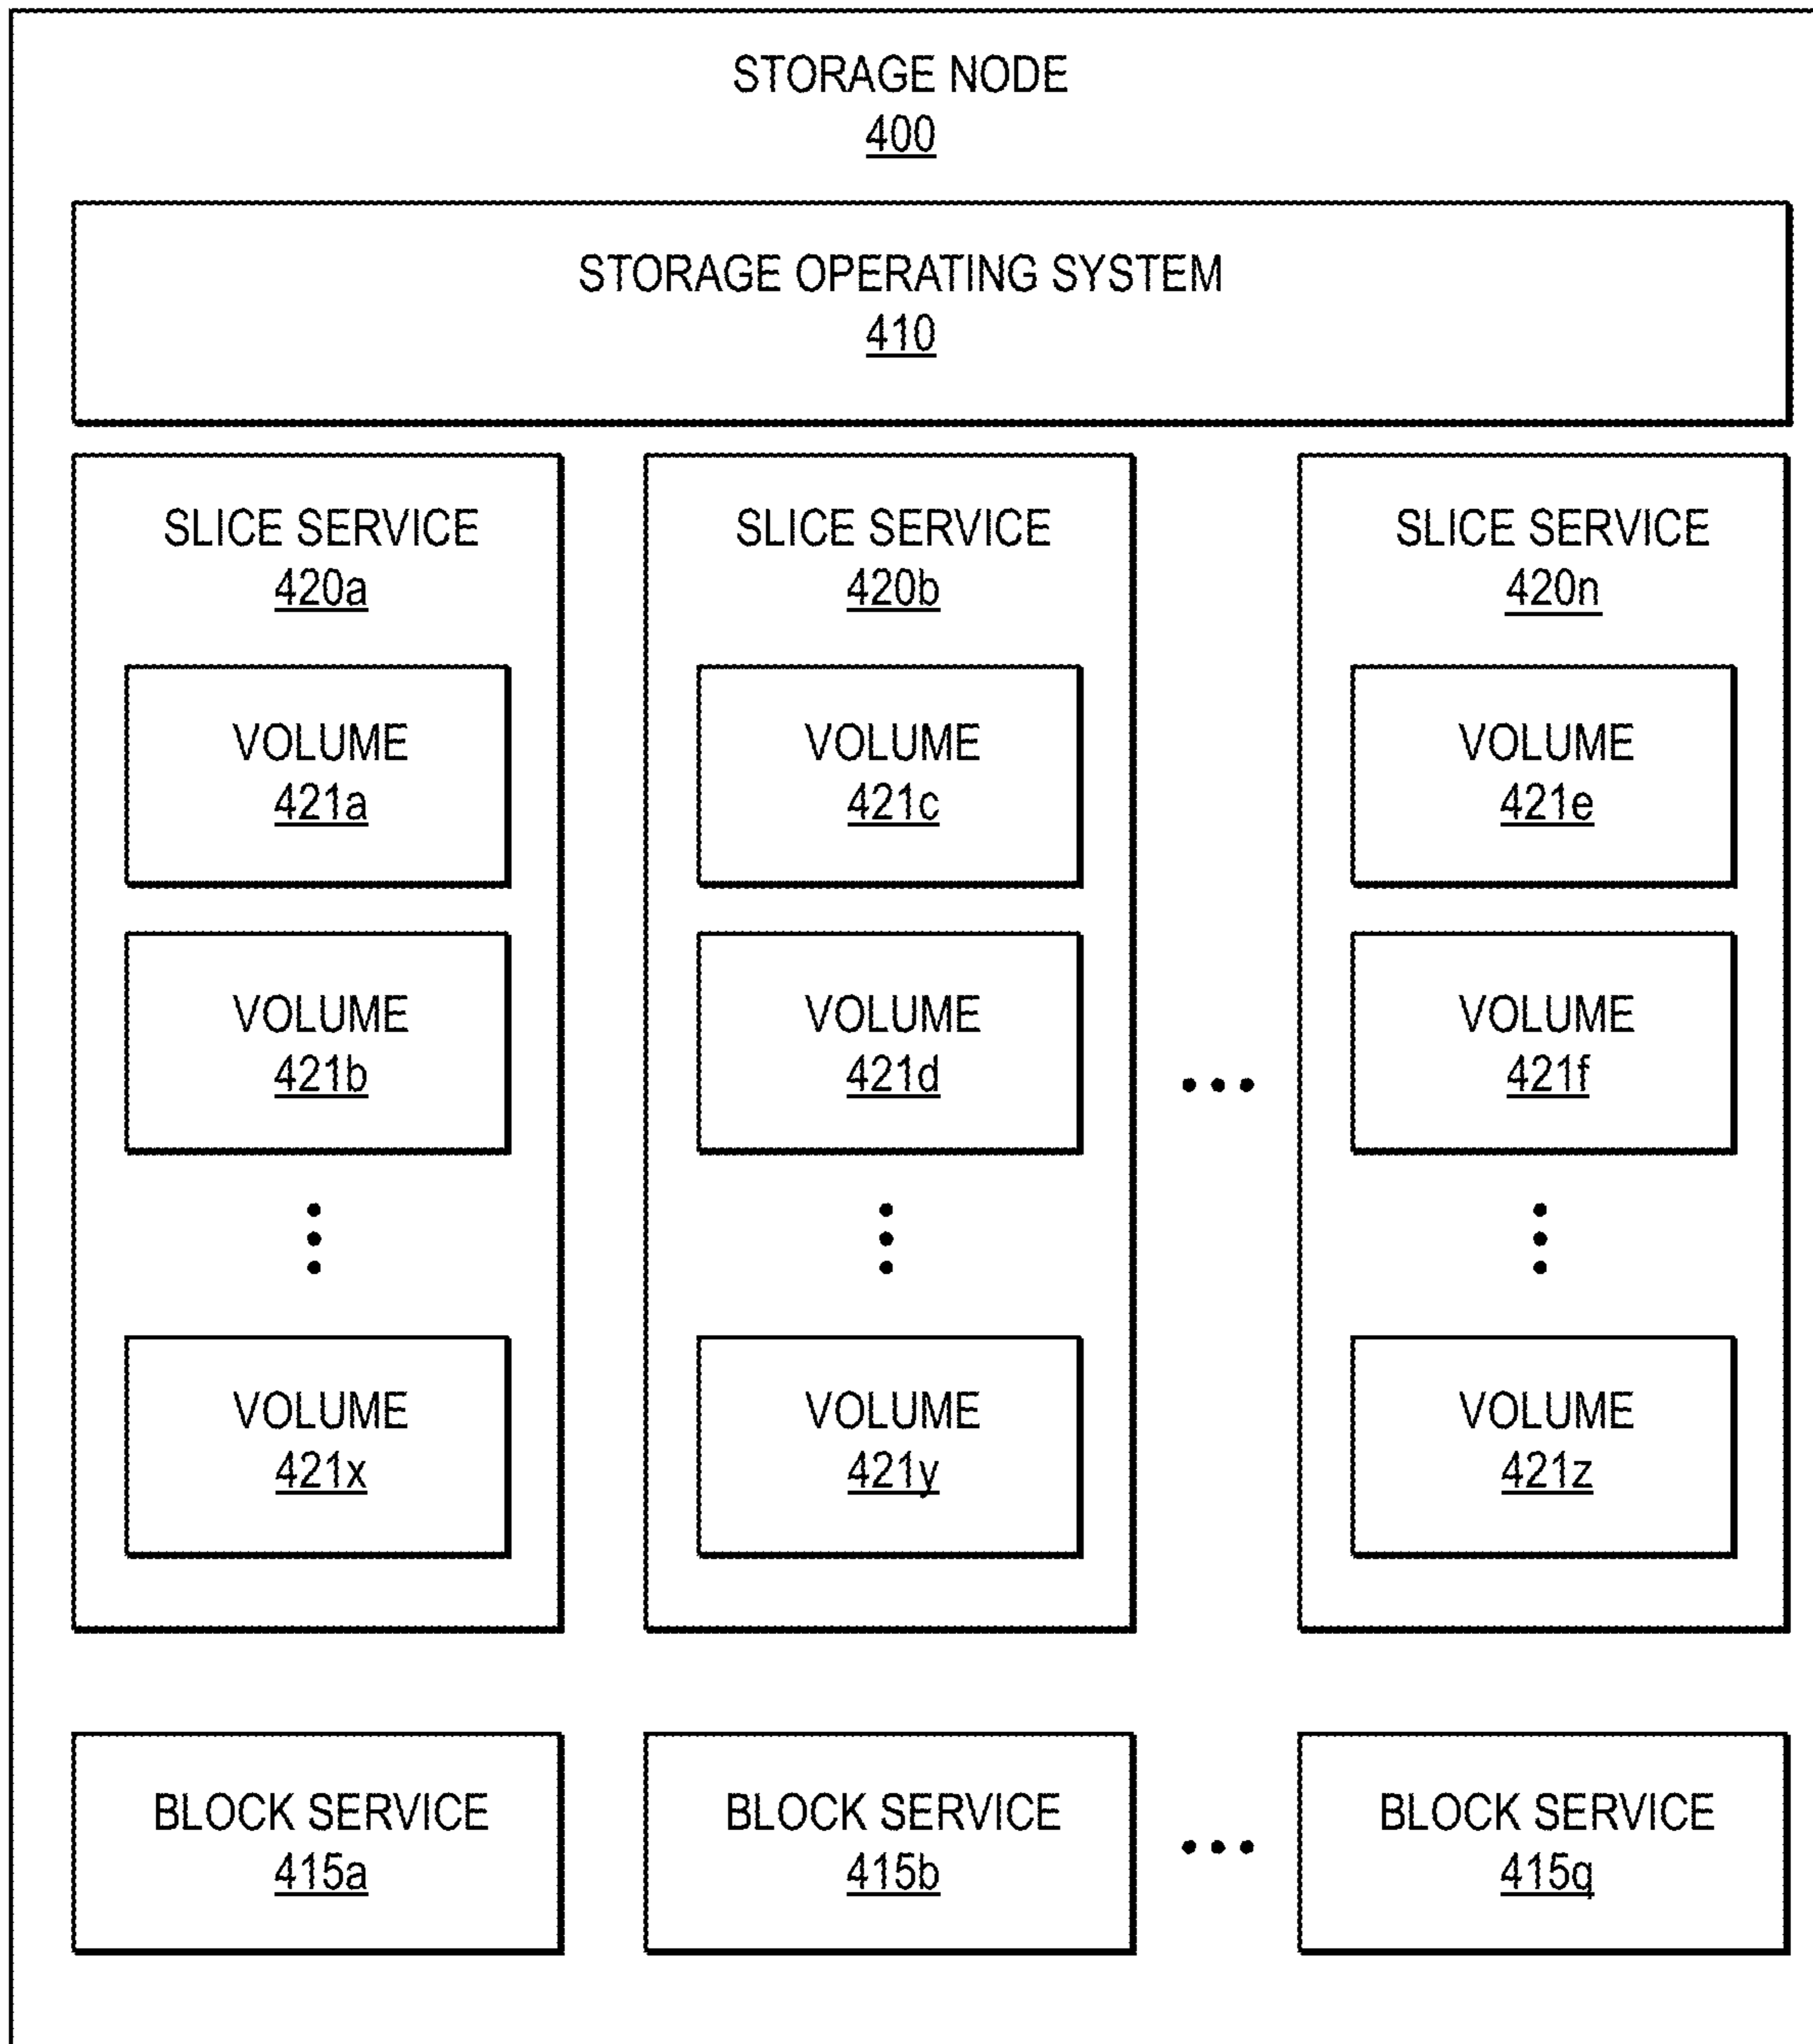 STORAGE NODE
400
STORAGE OPERATING SYSTEM
410
SLICE SERVICE
420a
VOLUME
421a
VOLUME
421b
VOLUME
421x
SLICE SERVICE
420b
VOLUME
421c
VOLUME
421d
VOLUME
421y
SLICE SERVICE
420n
VOLUME
421e
VOLUME
421f
VOLUME
421z
BLOCK SERVICE
415a
BLOCK SERVICE
415b
BLOCK SERVICE
415q